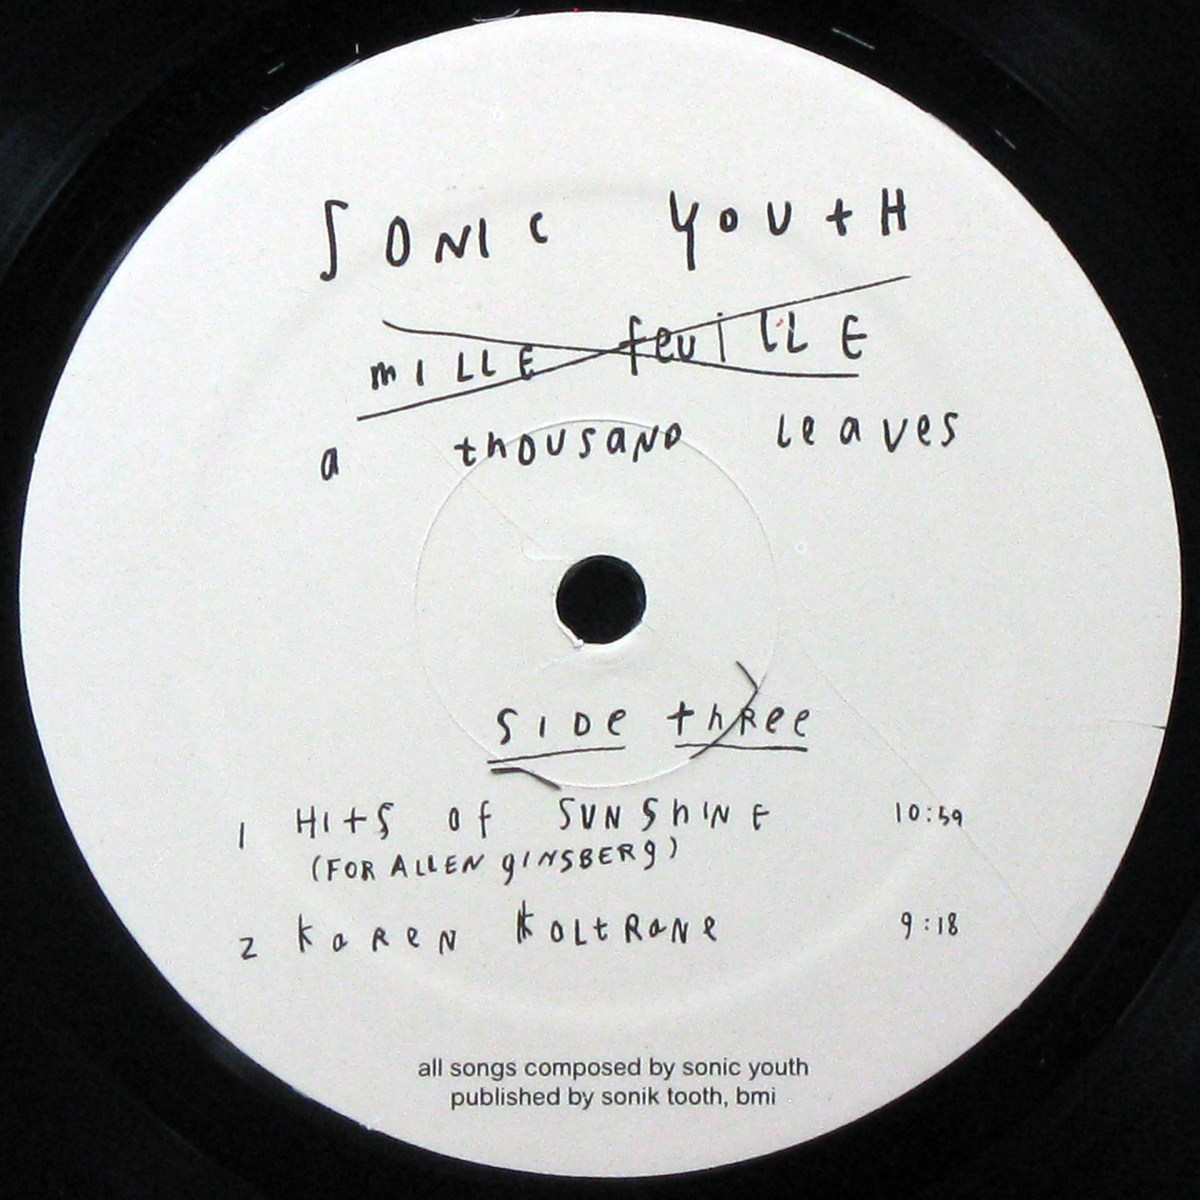 SONIC YOUtH
mILLE feuiLLE
a thousand leaves
side three
1 Hits of SUNShiNE 10:59
(FOR ALLEN gINSBERg)
2 KaReN KOLtRaNe 9:18
all songs composed by sonic youth
published by sonik tooth, bmi